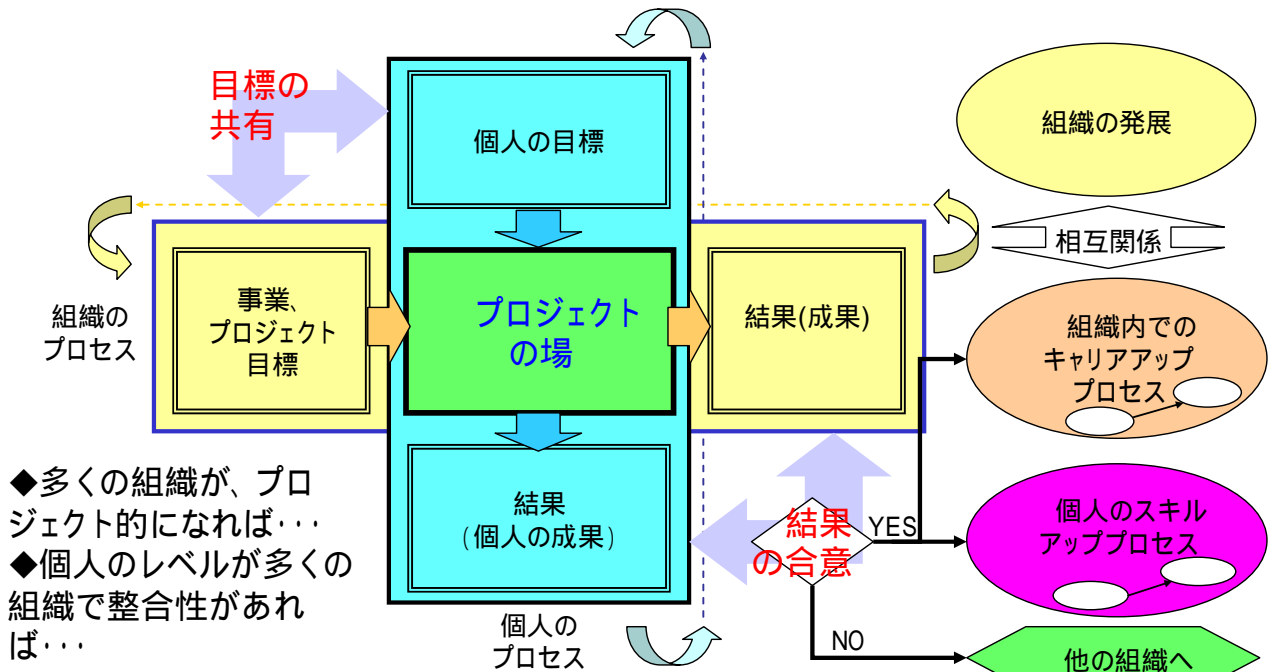 目標の
共有
個人の目標
組織の発展
相互関係
組織の
プロセス
事業、
プロジェクト
目標
プロジェクト
の場
結果(成果)
組織内での
キャリアアップ
プロセス
◆多くの組織が、プロ
ジェクト的になれば・・・
◆個人のレベルが多くの
組織で整合性があれ
ば・・・
結果
(個人の成果)
結果
の合意
YES
個人のスキル
アッププロセス
個人の
プロセス
NO
他の組織へ